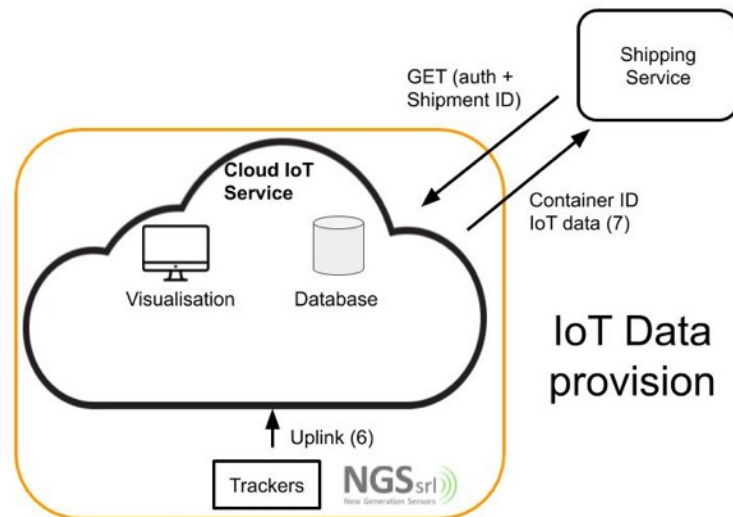 Shipping
Service
GET (auth +
Shipment ID)
Cloud IoT
Service
Container ID
IoT data (7)
Visualisation
Database
IoT Data
provision
Uplink (6)
Trackers
NGS srl
New Generation Sensors